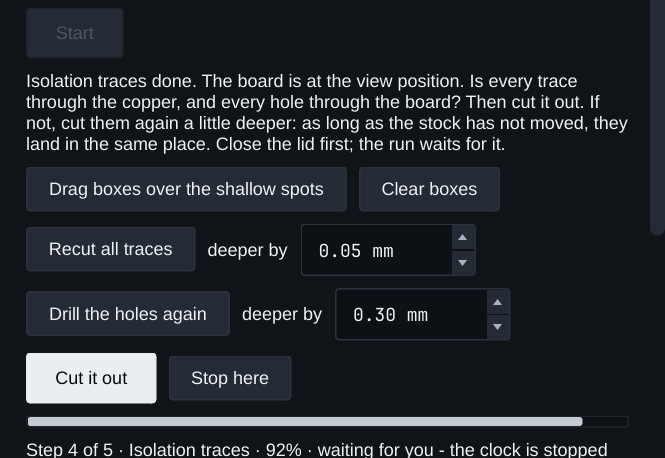 Start
Isolation traces done. The board is at the view position. Is every trace
through the copper, and every hole through the board? Then cut it out. If
not, cut them again a little deeper: as long as the stock has not moved, they
land in the same place. Close the lid first; the run waits for it.
Drag boxes over the shallow spots Clear boxes
Recut all traces deeper by 0.05 mm
Drill the holes again deeper by 0.30 mm
Cut it out Stop here
Step 4 of 5 · Isolation traces · 92% · waiting for you - the clock is stopped